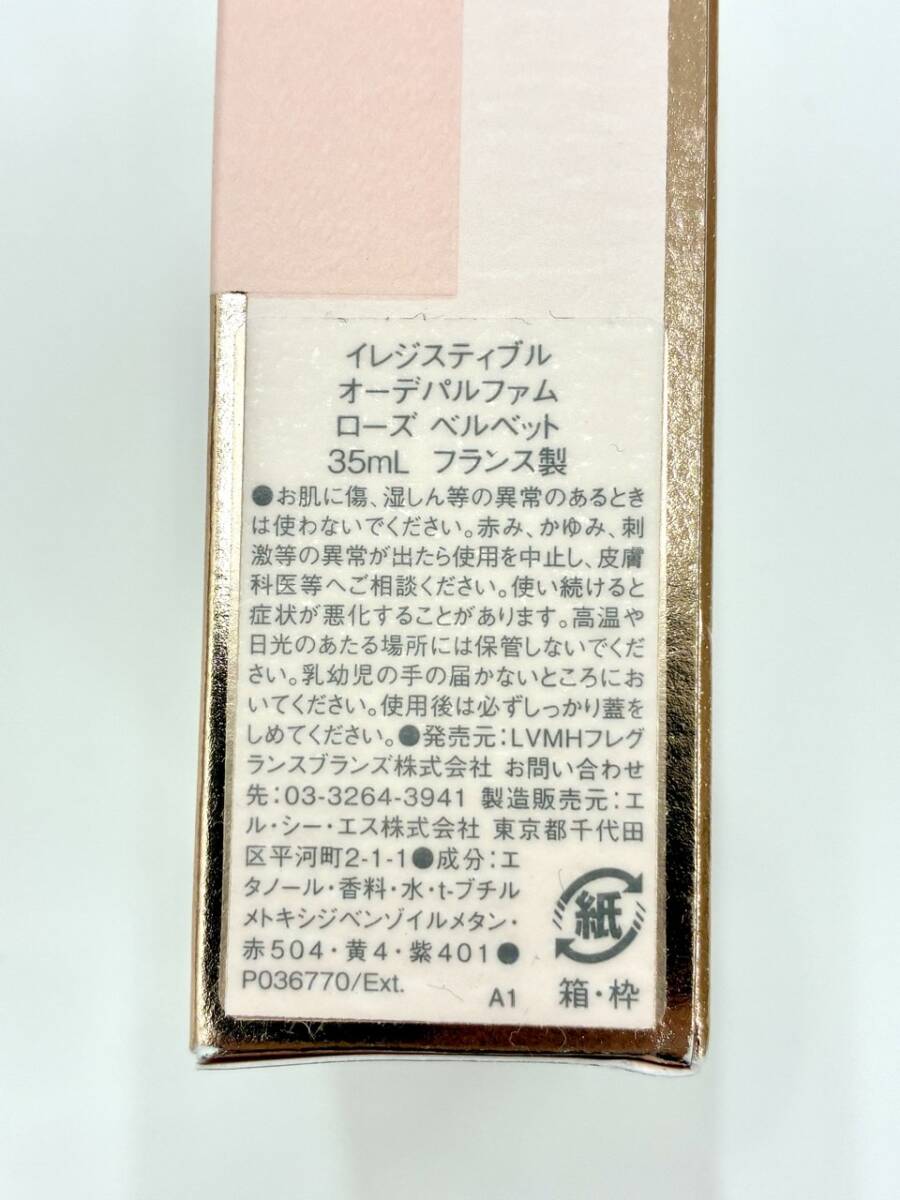 イレジスティブル
オーデパルファム
ローズ ベルベット
35mL フランス製
●お肌に傷、湿しん等の異常のあるとき
は使わないでください。赤み、かゆみ、刺
激等の異常が出たら使用を中止し、皮膚
科医等へご相談ください。使い続けると
症状が悪化することがあります。高温や
日光のあたる場所には保管しないでくだ
さい。乳幼児の手の届かないところにお
いてください。使用後は必ずしっかり蓋を
しめてください。●発売元:LVMHフレグ
ランスブランズ株式会社 お問い合わせ
先:03-3264-3941 製造販売元:エ
ル・シー・エス株式会社 東京都千代田
区平河町2-1-1●成分:エ
タノール・香料・水・t-ブチル
メトキシジベンゾイルメタン・
赤504・黄4・紫401●
P036770/Ext.
A1
紙
箱・枠